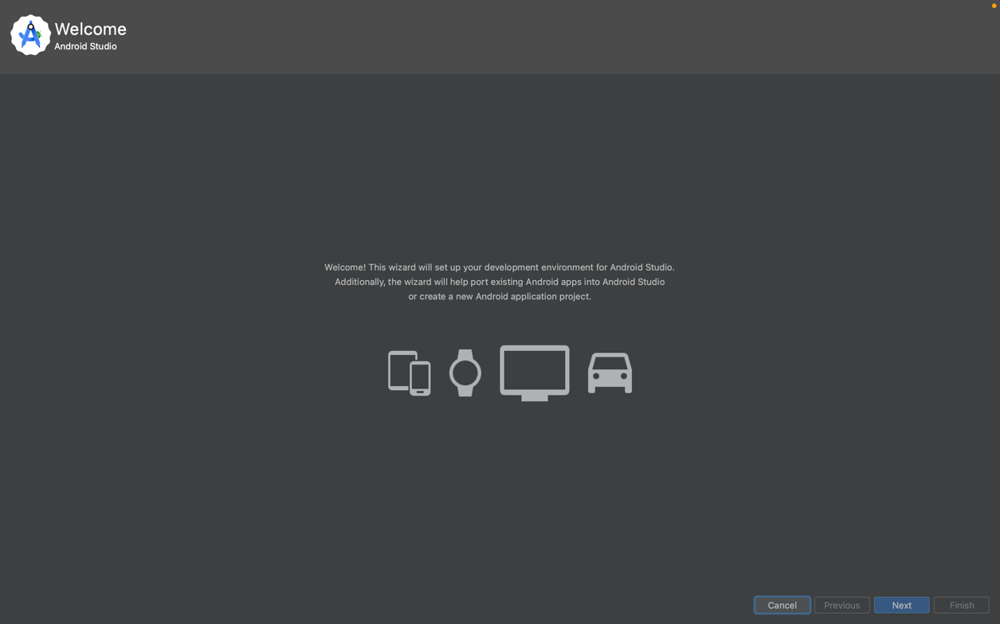 Welcome
Android Studio
Welcome! This wizard will set up your development environment for Android Studio.
Additionally, the wizard will help port existing Android apps into Android Studio
or create a new Android application project.
Cancel
Previous
Next
Finish